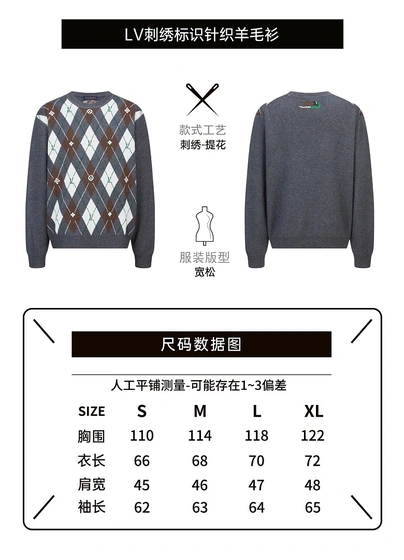 LV刺绣标识针织羊毛衫
款式工艺
刺绣-提花
服装版型
宽松
尺码数据图
人工平铺测量-可能存在1~3偏差
SIZE S M L XL
胸围 110 114 118 122
衣长 66 68 70 72
肩宽 45 46 47 48
袖长 62 63 64 65